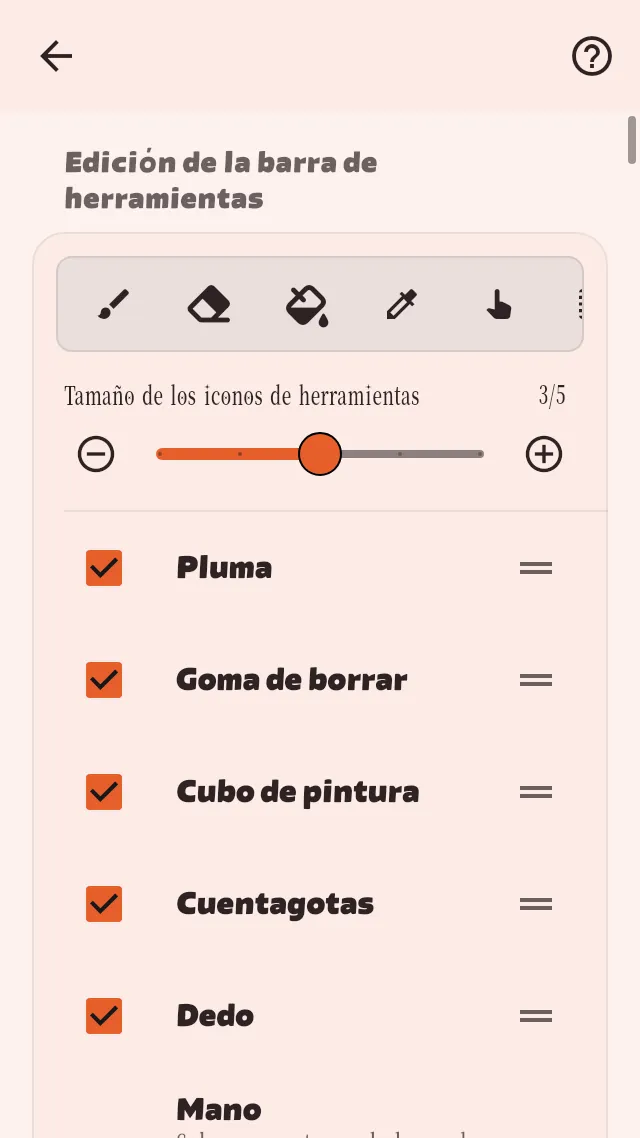 Edición de la barra de
herramientas
Tamaño de los iconos de herramientas
3/5
Pluma
Goma de borrar
Cubo de pintura
Cuentagotas
Dedo
Mano